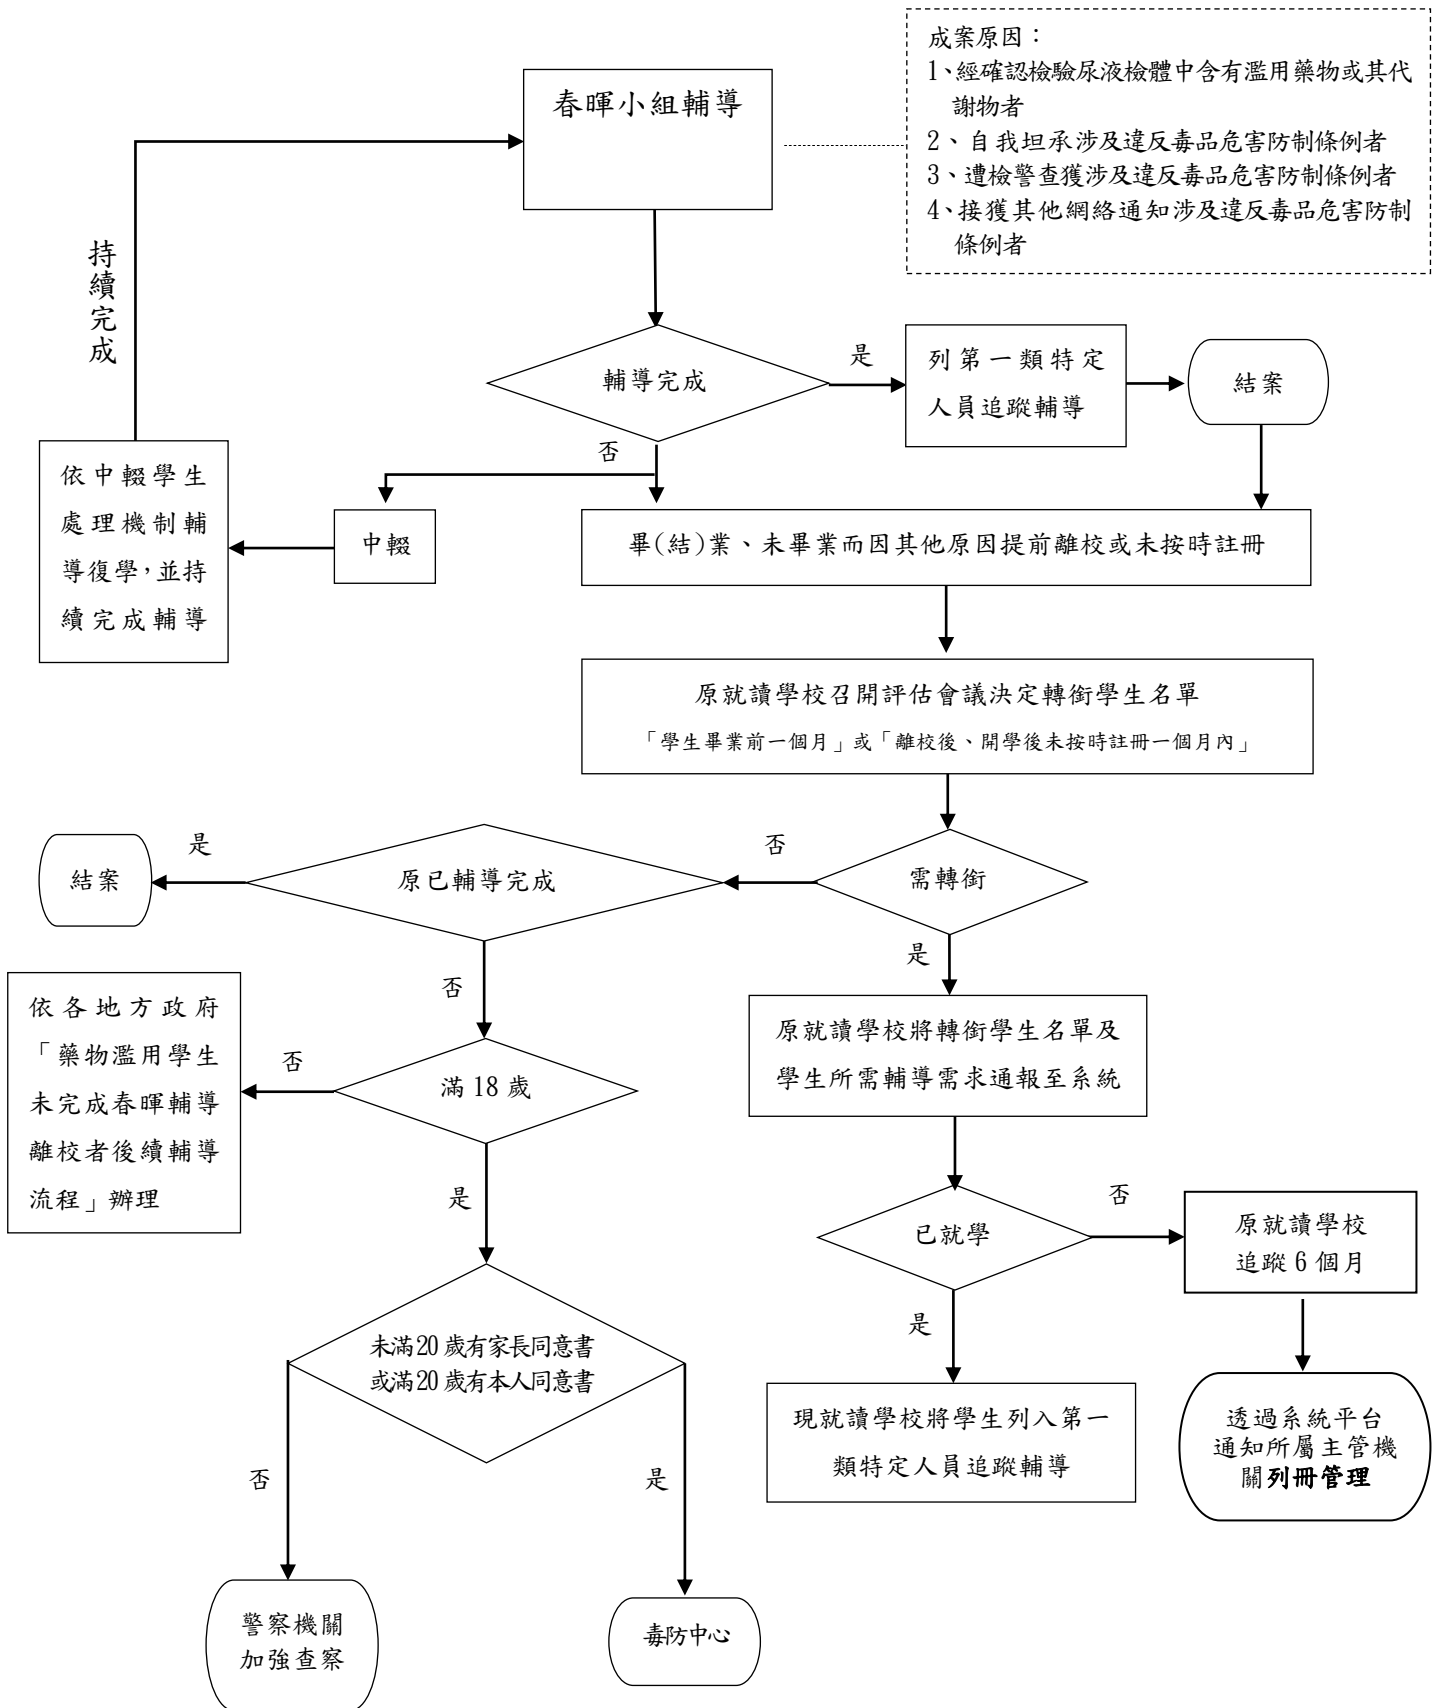 成案原因：
1、經確認檢驗尿液檢體中含有濫用藥物或其代
謝物者
2、自我坦承涉及違反毒品危害防制條例者
3、遭檢警查獲涉及違反毒品危害防制條例者
4、接獲其他網絡通知涉及違反毒品危害防制
條例者
春暉小組輔導
持續完成
輔導完成
是
列第一類特定
人員追蹤輔導
結案
否
依中輟學生
處理機制輔
導復學，並持
續完成輔導
中輟
畢(結)業、未畢業而因其他原因提前離校或未按時註冊
原就讀學校召開評估會議決定轉銜學生名單
「學生畢業前一個月」或「離校後、開學後未按時註冊一個月內」
結案
是
原已輔導完成
否
需轉銜
是
否
依各地方政府
「藥物濫用學生
未完成春暉輔導
離校者後續輔導
流程」辦理
否
滿 18 歲
是
原就讀學校將轉銜學生名單及
學生所需輔導需求通報至系統
已就學
否
原就讀學校
追蹤 6 個月
是
未滿20 歲有家長同意書
或滿20 歲有本人同意書
現就讀學校將學生列入第一
類特定人員追蹤輔導
透過系統平台
通知所屬主管機
關列冊管理
否
是
警察機關
加強查察
毒防中心